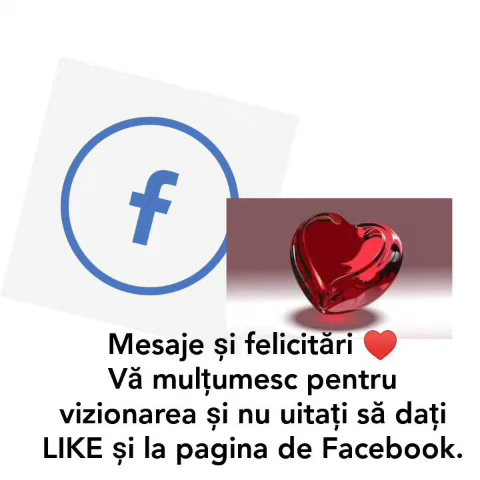 f
Mesaje și felicitări ❤️
Vă mulțumesc pentru
vizionarea și nu uitați să dați
LIKE și la pagina de Facebook.